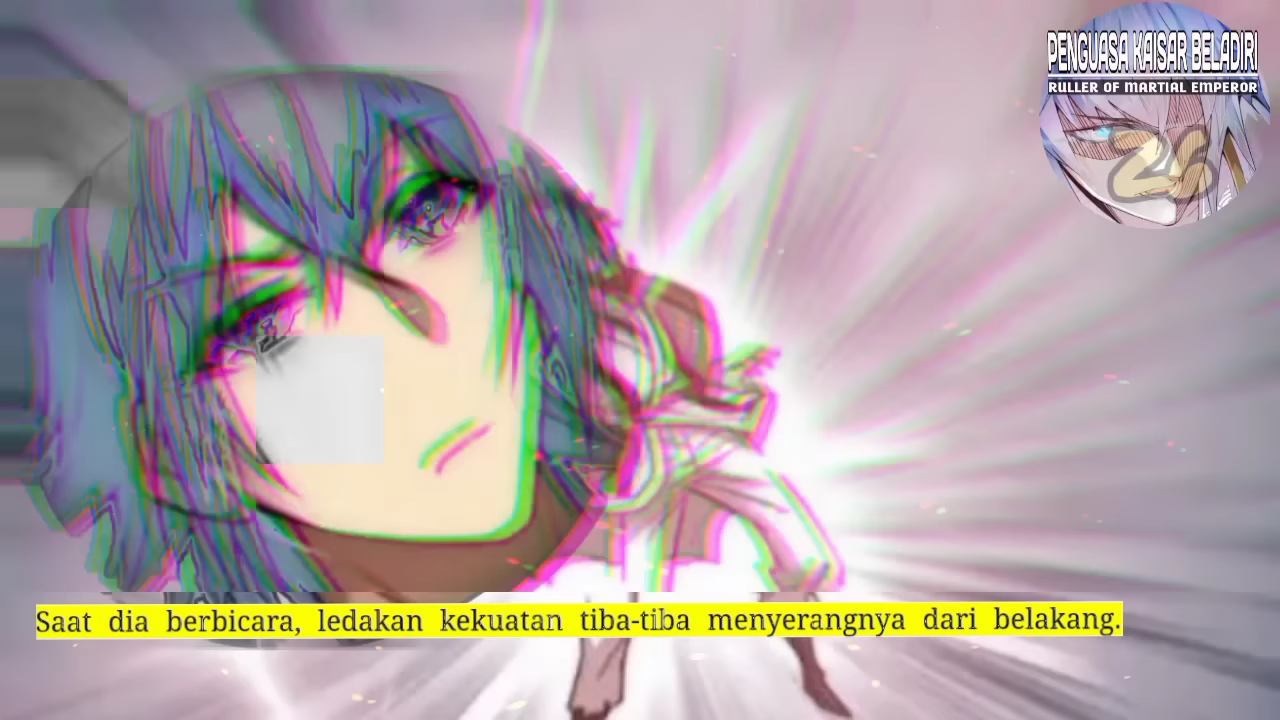 PENGUASA KAISAR BELADIRI
RULLER OF MARTIAL EMPEROR
Saat dia berbicara, ledakan kekuatan tiba-tiba menyerangnya dari belakang.